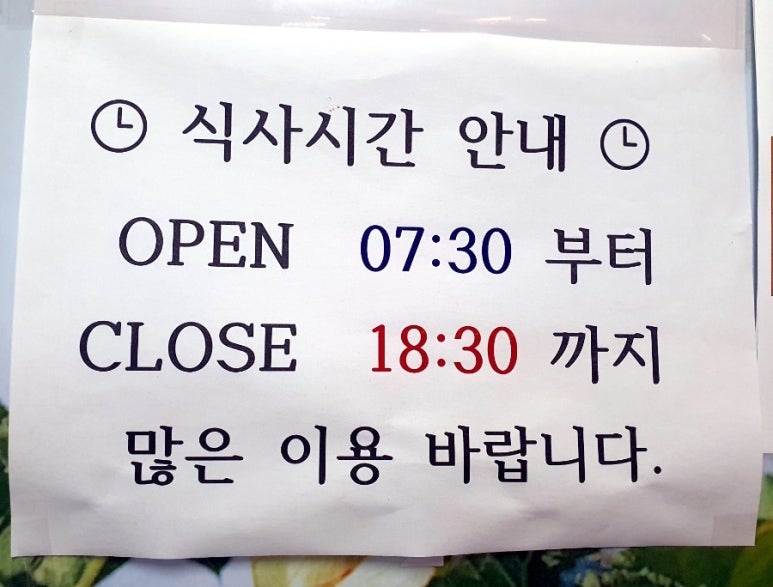 식사시간 안내
OPEN 07:30 부터
CLOSE 18:30 까지
많은 이용 바랍니다.